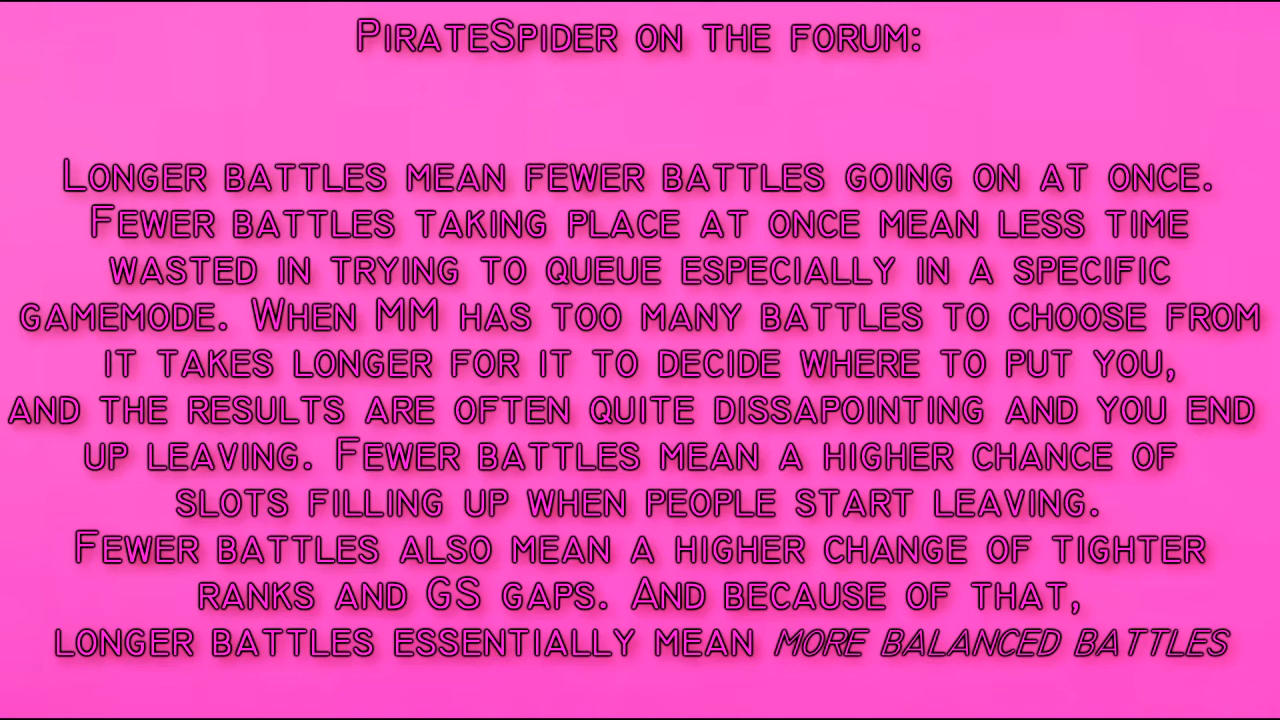 PirateSpider on the forum:
Longer battles mean fewer battles going on at once.
Fewer battles taking place at once mean less time
wasted in trying to queue especially in a specific
gamemode. When MM has too many battles to choose from
it takes longer for it to decide where to put you,
and the results are often quite dissapointing and you end
up leaving. Fewer battles mean a higher chance of
slots filling up when people start leaving.
Fewer battles also mean a higher change of tighter
ranks and GS gaps. And because of that,
longer battles essentially mean more balanced battles